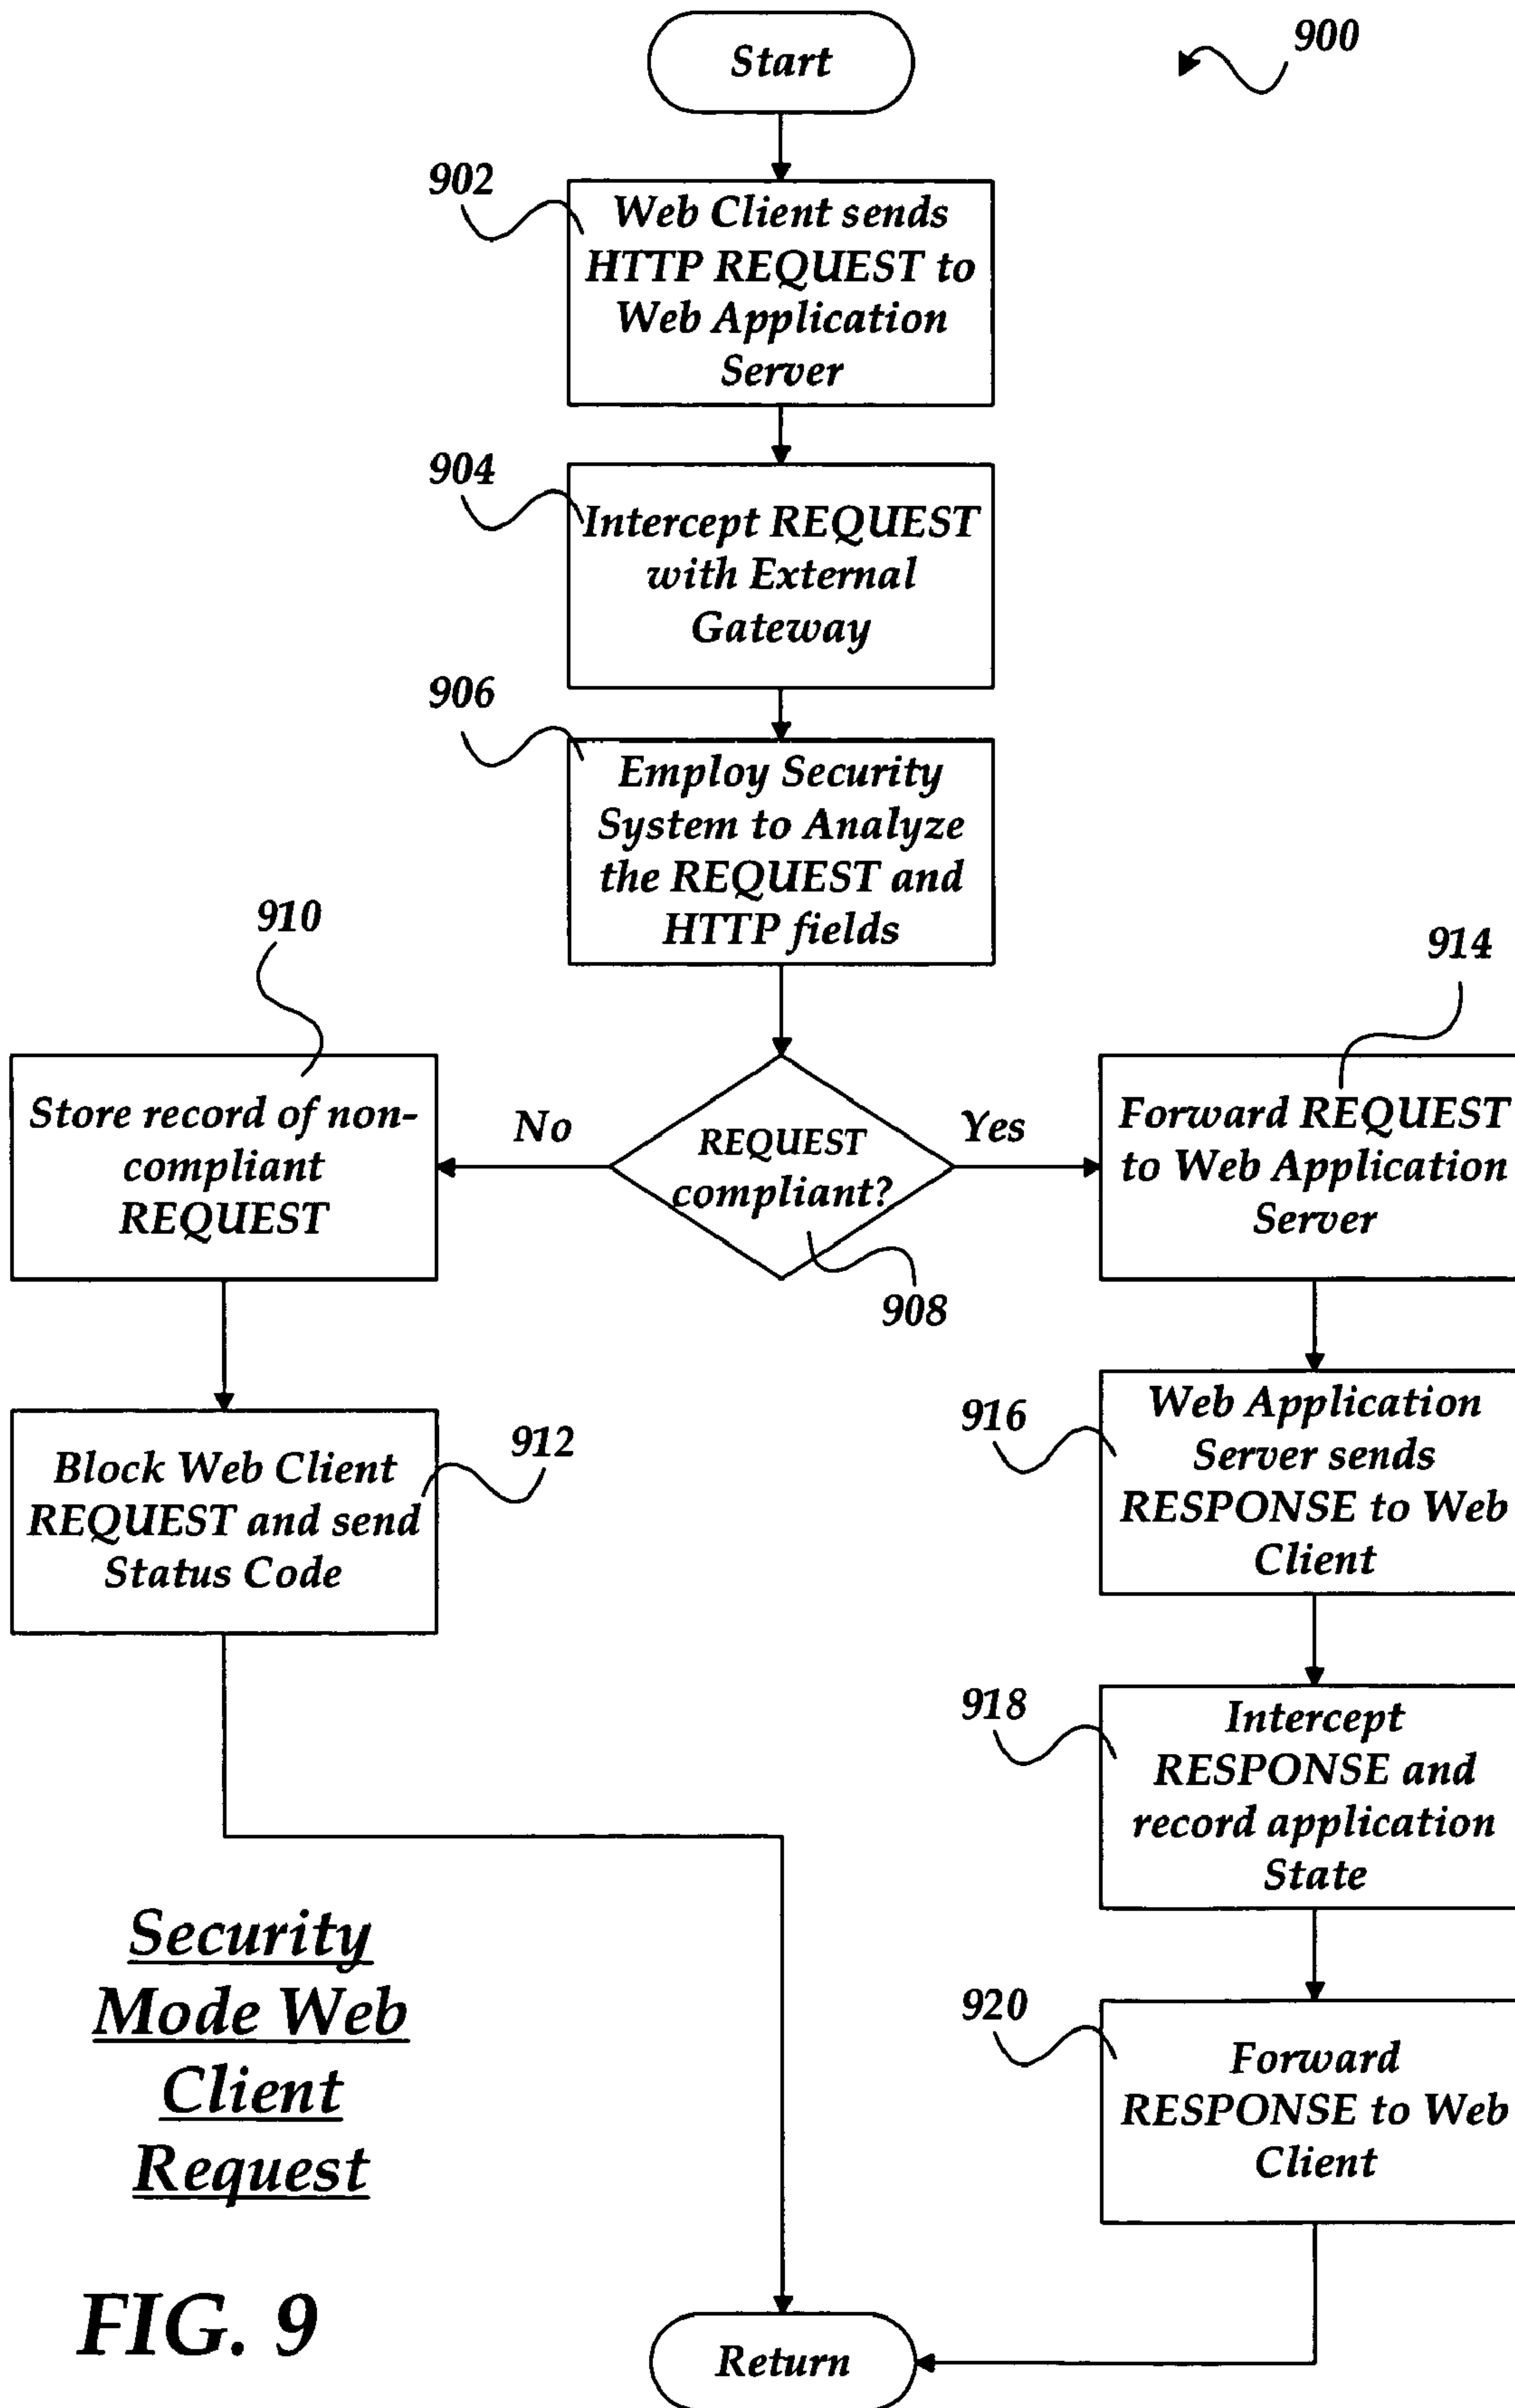 Start
900
902
Web Client sends
HTTP REQUEST to
Web Application
Server
904
Intercept REQUEST
with External
Gateway
906
Employ Security
System to Analyze
the REQUEST and
HTTP fields
910
914
Store record of non-
compliant
REQUEST
No
REQUEST
compliant?
Yes
Forward REQUEST
to Web Application
Server
908
912
Block Web Client
REQUEST and send
Status Code
916
Web Application
Server sends
RESPONSE to Web
Client
918
Intercept
RESPONSE and
record application
State
920
Forward
RESPONSE to Web
Client
Security
Mode Web
Client
Request
FIG. 9
Return